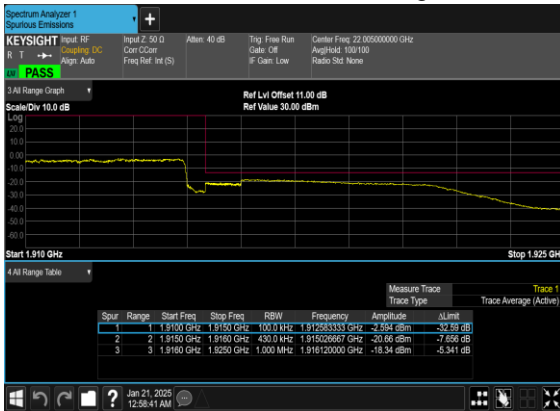 Spectrum Analyzer 1
Spurious Emissions
+
KEYSIGHT Input: RF Input Z: 50 Ω Atten: 40 dB Trig: Free Run Center Freq: 22.005000000 GHz
R T Coupling: DC Corr CCorr Gate: Off Avg|Hold: 100/100
Align: Auto Freq Ref: Int (S) IF Gain: Low Radio Std: None
PASS
3 All Range Graph
Ref Lvl Offset 11.00 dB
Scale/Div 10.0 dB Ref Value 30.00 dBm
Log
20.0
10.0
0.00
-10.0
-20.0
-30.0
-40.0
-50.0
-60.0
Start 1.910 GHz Stop 1.925 GH
4 All Range Table
Measure Trace Trace 1
Trace Type Trace Average (Active)
Spur Range Start Freq Stop Freq RBW Frequency Amplitude ΔLimit
1 1 1.9100 GHz 1.9150 GHz 100.0 kHz 1.912583333 GHz -2.594 dBm -32.59 dB
2 2 1.9150 GHz 1.9160 GHz 430.0 kHz 1.915026667 GHz -20.66 dBm -7.656 dB
3 3 1.9160 GHz 1.9250 GHz 1.000 MHz 1.916120000 GHz -18.34 dBm -5.341 dB
? Jan 21, 2025
12:58:41 AM